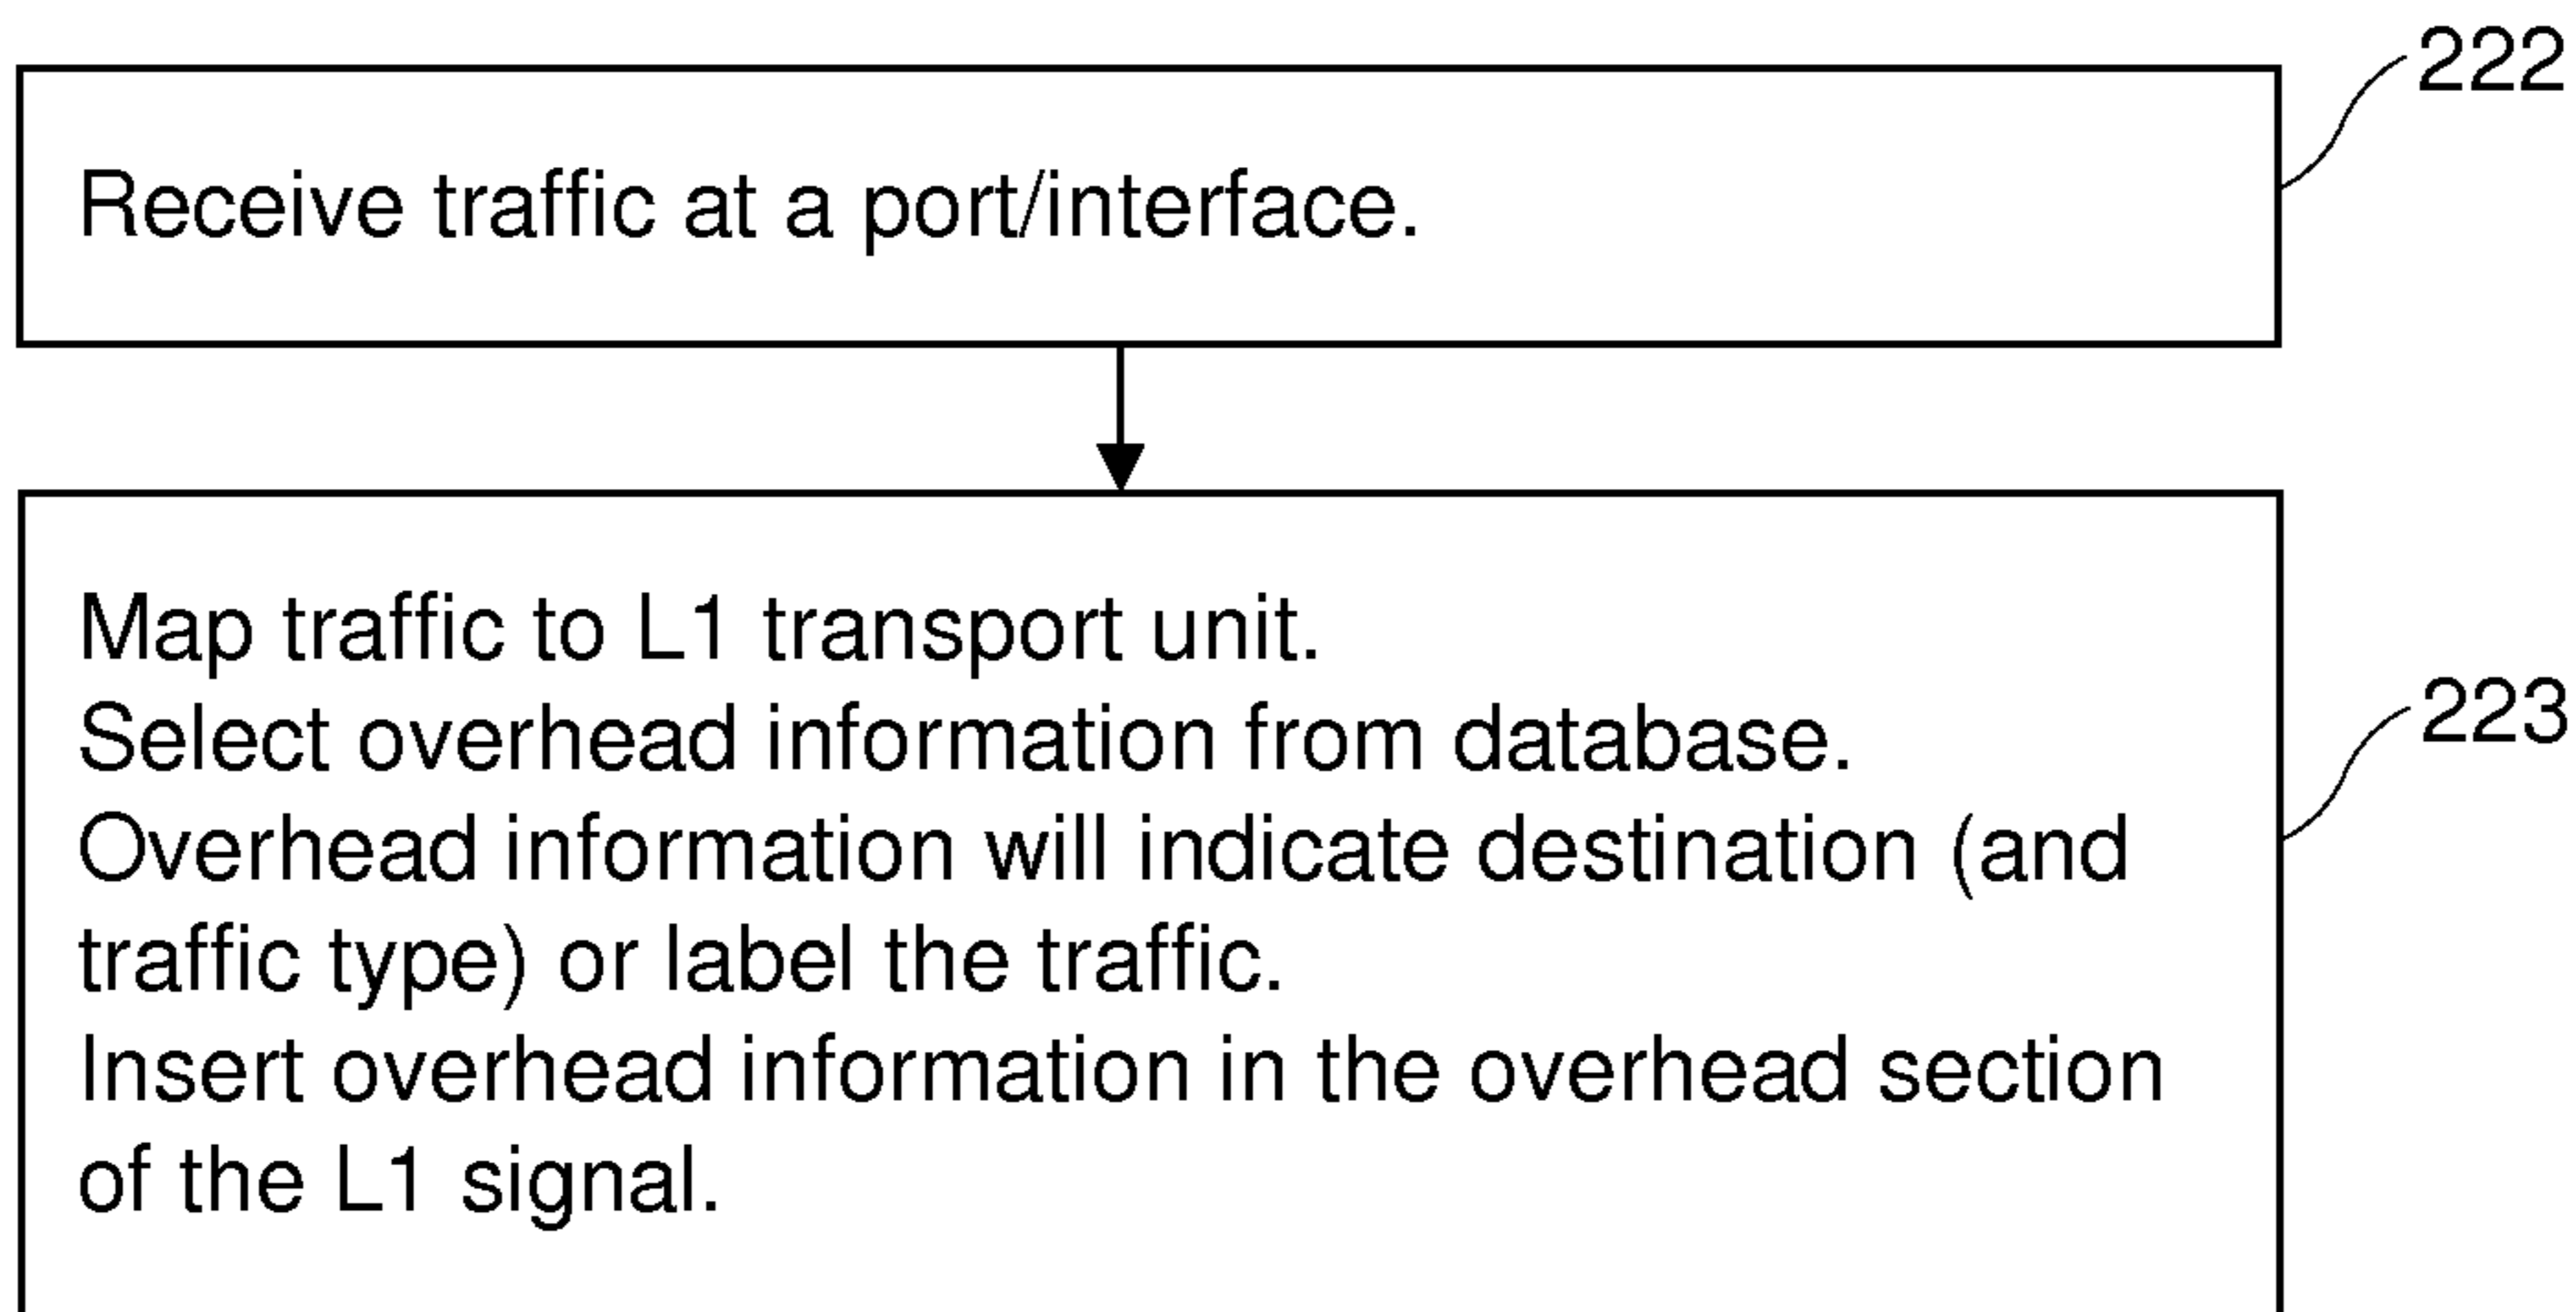 222
Receive traffic at a port/interface.
Map traffic to L1 transport unit.
Select overhead information from database.
223
Overhead information will indicate destination (and
traffic type) or label the traffic.
Insert overhead information in the overhead section
of the L1 signal.